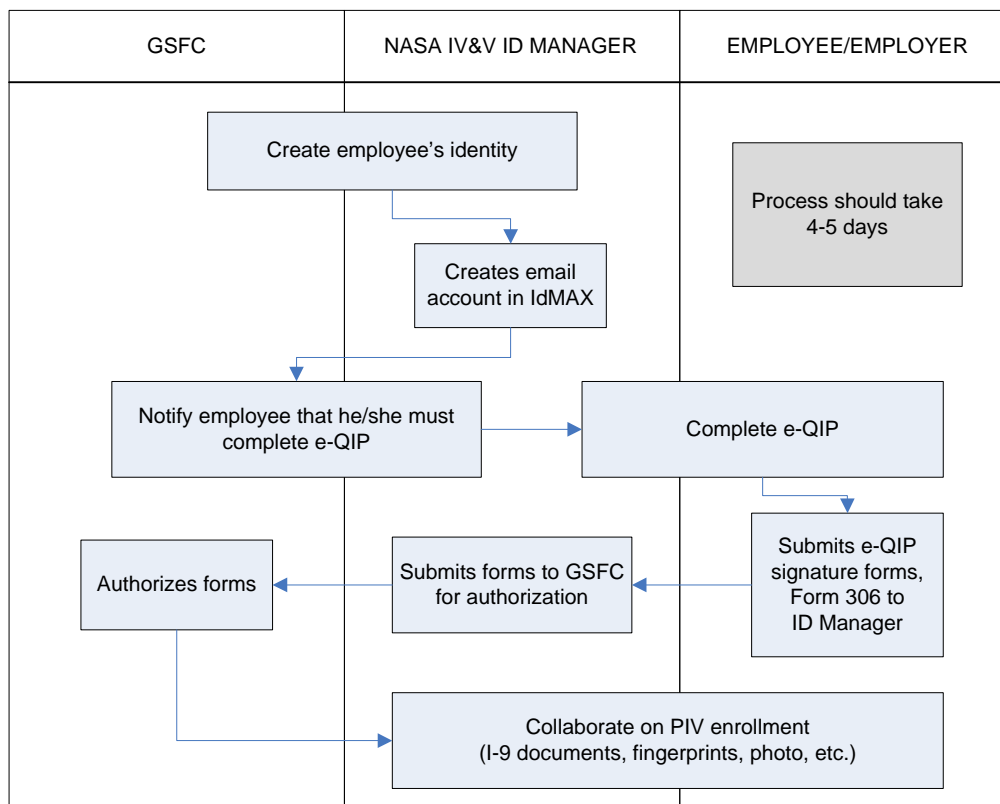 GSFC
NASA IV&V ID MANAGER
EMPLOYEE/EMPLOYER
Create employee's identity
Process should take
4-5 days
Creates email
account in IdMAX
Notify employee that he/she must
complete e-QIP
Complete e-QIP
Authorizes forms
Submits forms to GSFC
for authorization
Submits e-QIP
signature forms,
Form 306 to
ID Manager
Collaborate on PIV enrollment
(I-9 documents, fingerprints, photo, etc.)